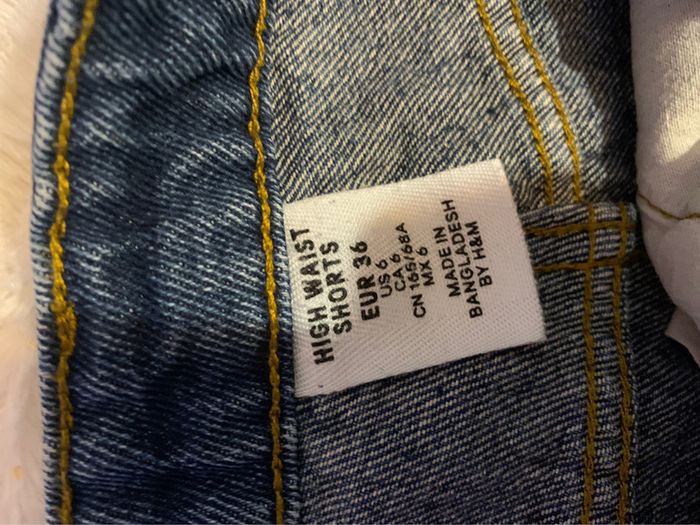 HIGH WAIST
SHORTS
EUR 36
US 6
CA 6
CN 165/68A
MX 6
MADE IN
BANGLADESH
BY H&M